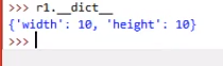 >>> r1.__dict__
{'width': 10, 'height': 10}
>>>